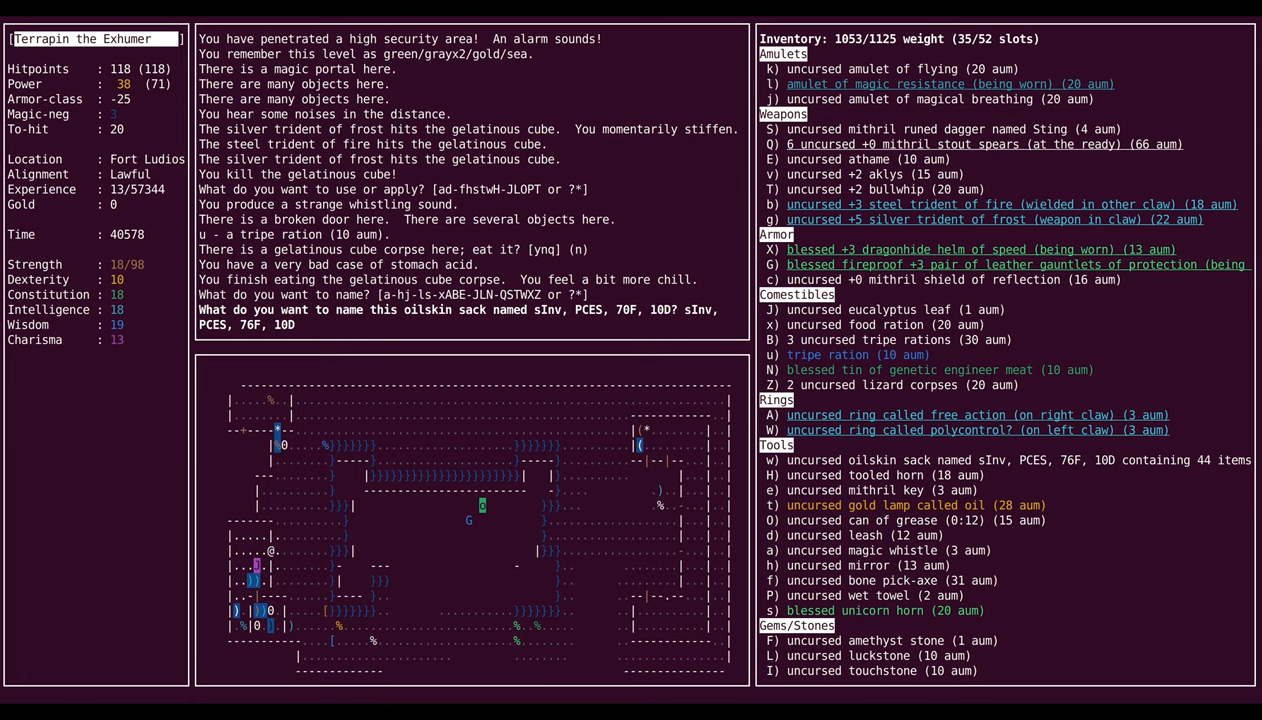 [Terrapin the Exhumer ]
Hitpoints : 118 (118)
Power : 38 (71)
Armor-class : -25
Magic-neg : 3
To-hit : 20
Location : Fort Ludios
Alignment : Lawful
Experience : 13/57344
Gold : 0
Time : 40578
Strength : 18/98
Dexterity : 10
Constitution : 18
Intelligence : 18
Wisdom : 19
Charisma : 13
You have penetrated a high security area! An alarm sounds!
You remember this level as green/grayx2/gold/sea.
There is a magic portal here.
There are many objects here.
There are many objects here.
You hear some noises in the distance.
The silver trident of frost hits the gelatinous cube. You momentarily stiffen.
The steel trident of fire hits the gelatinous cube.
The silver trident of frost hits the gelatinous cube.
You kill the gelatinous cube!
What do you want to use or apply? [ad-fhstwH-JLOPT or ?*]
You produce a strange whistling sound.
There is a broken door here. There are several objects here.
u - a tripe ration (10 aum).
There is a gelatinous cube corpse here; eat it? [ynq] (n)
You have a very bad case of stomach acid.
You finish eating the gelatinous cube corpse. You feel a bit more chill.
What do you want to name? [a-hj-ls-xABE-JLN-QSTWXZ or ?*]
What do you want to name this oilskin sack named sInv, PCES, 70F, 10D? sInv,
PCES, 76F, 10D
Inventory: 1053/1125 weight (35/52 slots)
Amulets
k) uncursed amulet of flying (20 aum)
l) amulet of magic resistance (being worn) (20 aum)
j) uncursed amulet of magical breathing (20 aum)
Weapons
S) uncursed mithril runed dagger named Sting (4 aum)
Q) 6 uncursed +0 mithril stout spears (at the ready) (66 aum)
E) uncursed athame (10 aum)
v) uncursed +2 aklys (15 aum)
T) uncursed +2 bullwhip (20 aum)
b) uncursed +3 steel trident of fire (wielded in other claw) (18 aum)
g) uncursed +5 silver trident of frost (weapon in claw) (22 aum)
Armor
X) blessed +3 dragonhide helm of speed (being worn) (13 aum)
G) blessed fireproof +3 pair of leather gauntlets of protection (being
c) uncursed +0 mithril shield of reflection (16 aum)
Comestibles
J) uncursed eucalyptus leaf (1 aum)
x) uncursed food ration (20 aum)
B) 3 uncursed tripe rations (30 aum)
u) tripe ration (10 aum)
N) blessed tin of genetic engineer meat (10 aum)
Z) 2 uncursed lizard corpses (20 aum)
Rings
A) uncursed ring called free action (on right claw) (3 aum)
W) uncursed ring called polycontrol? (on left claw) (3 aum)
Tools
w) uncursed oilskin sack named sInv, PCES, 76F, 10D containing 44 items
H) uncursed tooled horn (18 aum)
e) uncursed mithril key (3 aum)
t) uncursed gold lamp called oil (28 aum)
O) uncursed can of grease (0:12) (15 aum)
d) uncursed leash (12 aum)
a) uncursed magic whistle (3 aum)
h) uncursed mirror (13 aum)
f) uncursed bone pick-axe (31 aum)
P) uncursed wet towel (2 aum)
s) blessed unicorn horn (20 aum)
Gems/Stones
F) uncursed amethyst stone (1 aum)
L) uncursed luckstone (10 aum)
I) uncursed touchstone (10 aum)